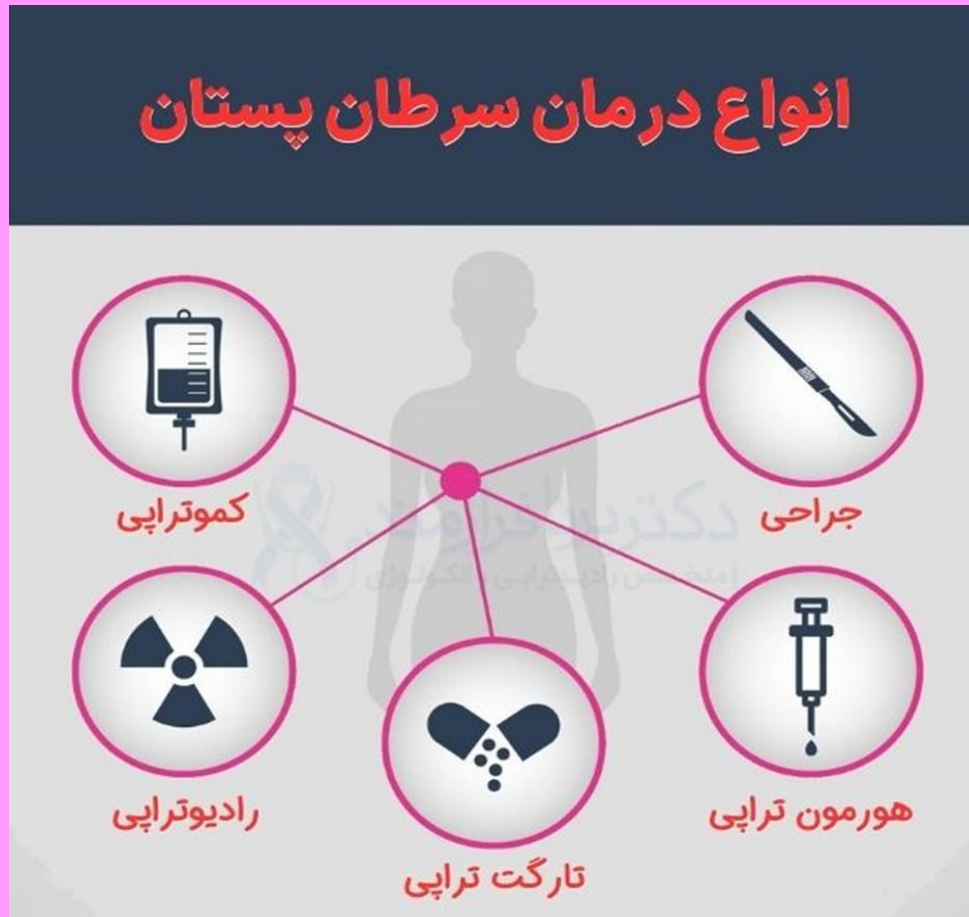 انواع درمان سرطان پستان
جراحی
کموتراپی
هورمون تراپی
رادیوتراپی
تارگت تراپی